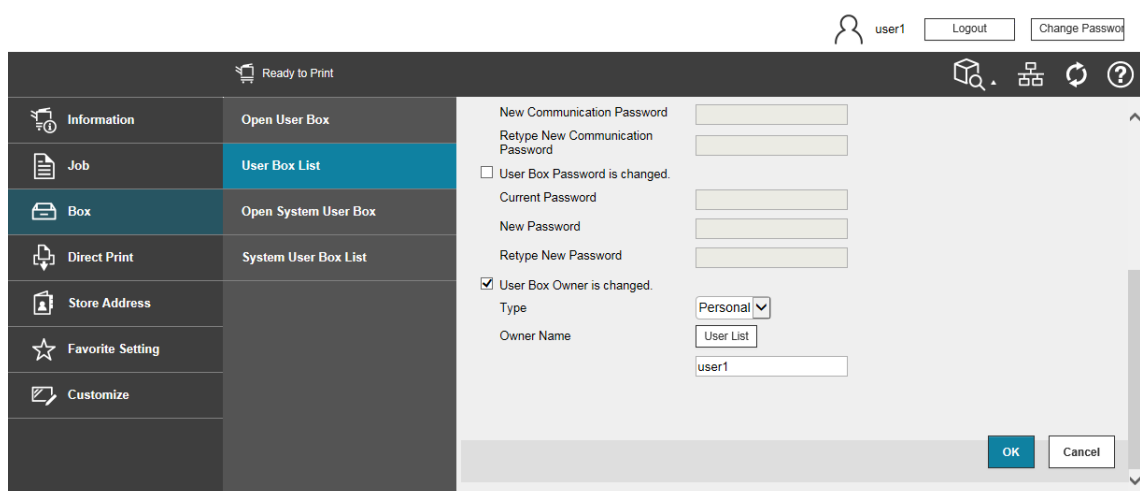 user1
Logout
Change Passwor
Ready to Print
Information
Job
Box
Direct Print
Store Address
Favorite Setting
Customize
Open User Box
User Box List
Open System User Box
System User Box List
New Communication Password
Retype New Communication
Password
User Box Password is changed.
Current Password
New Password
Retype New Password
User Box Owner is changed.
Type
Personal
Owner Name
User List
user1
OK
Cancel